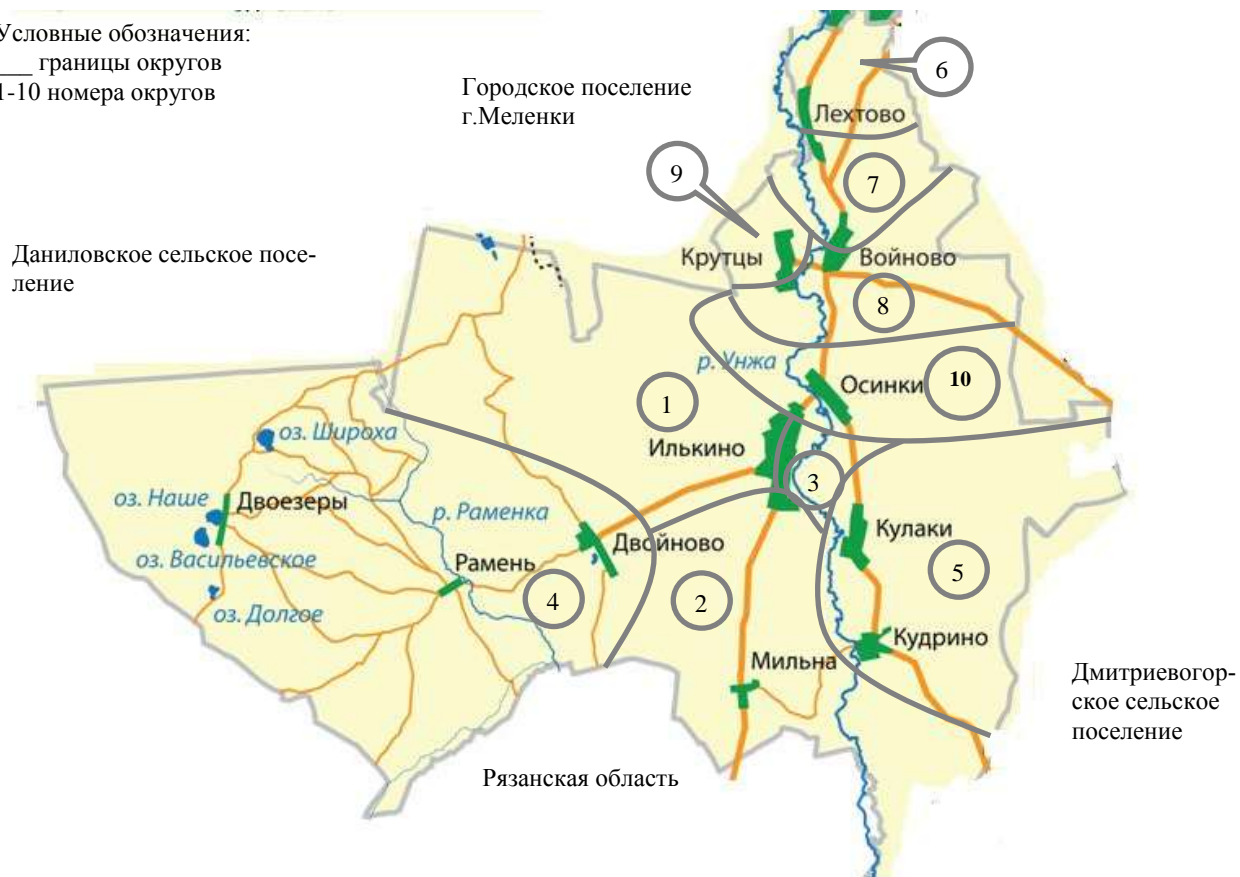 Условные обозначения:
___ границы округов
1-10 номера округов
Городское поселение
г.Меленки
6
Лехтово
7
9
Крутцы
Войново
Даниловское сельское посе-
ление
8
р. Унжа
Осинки
10
1
оз. Широха
Илькино
3
оз. Наше
Двоезеры
р. Раменка
Кулаки
Двойново
оз. Васильевское
Рамень
5
4
2
оз. Долгое
Кудрино
Мильна
Дмитриевогор-
ское сельское
поселение
Рязанская область